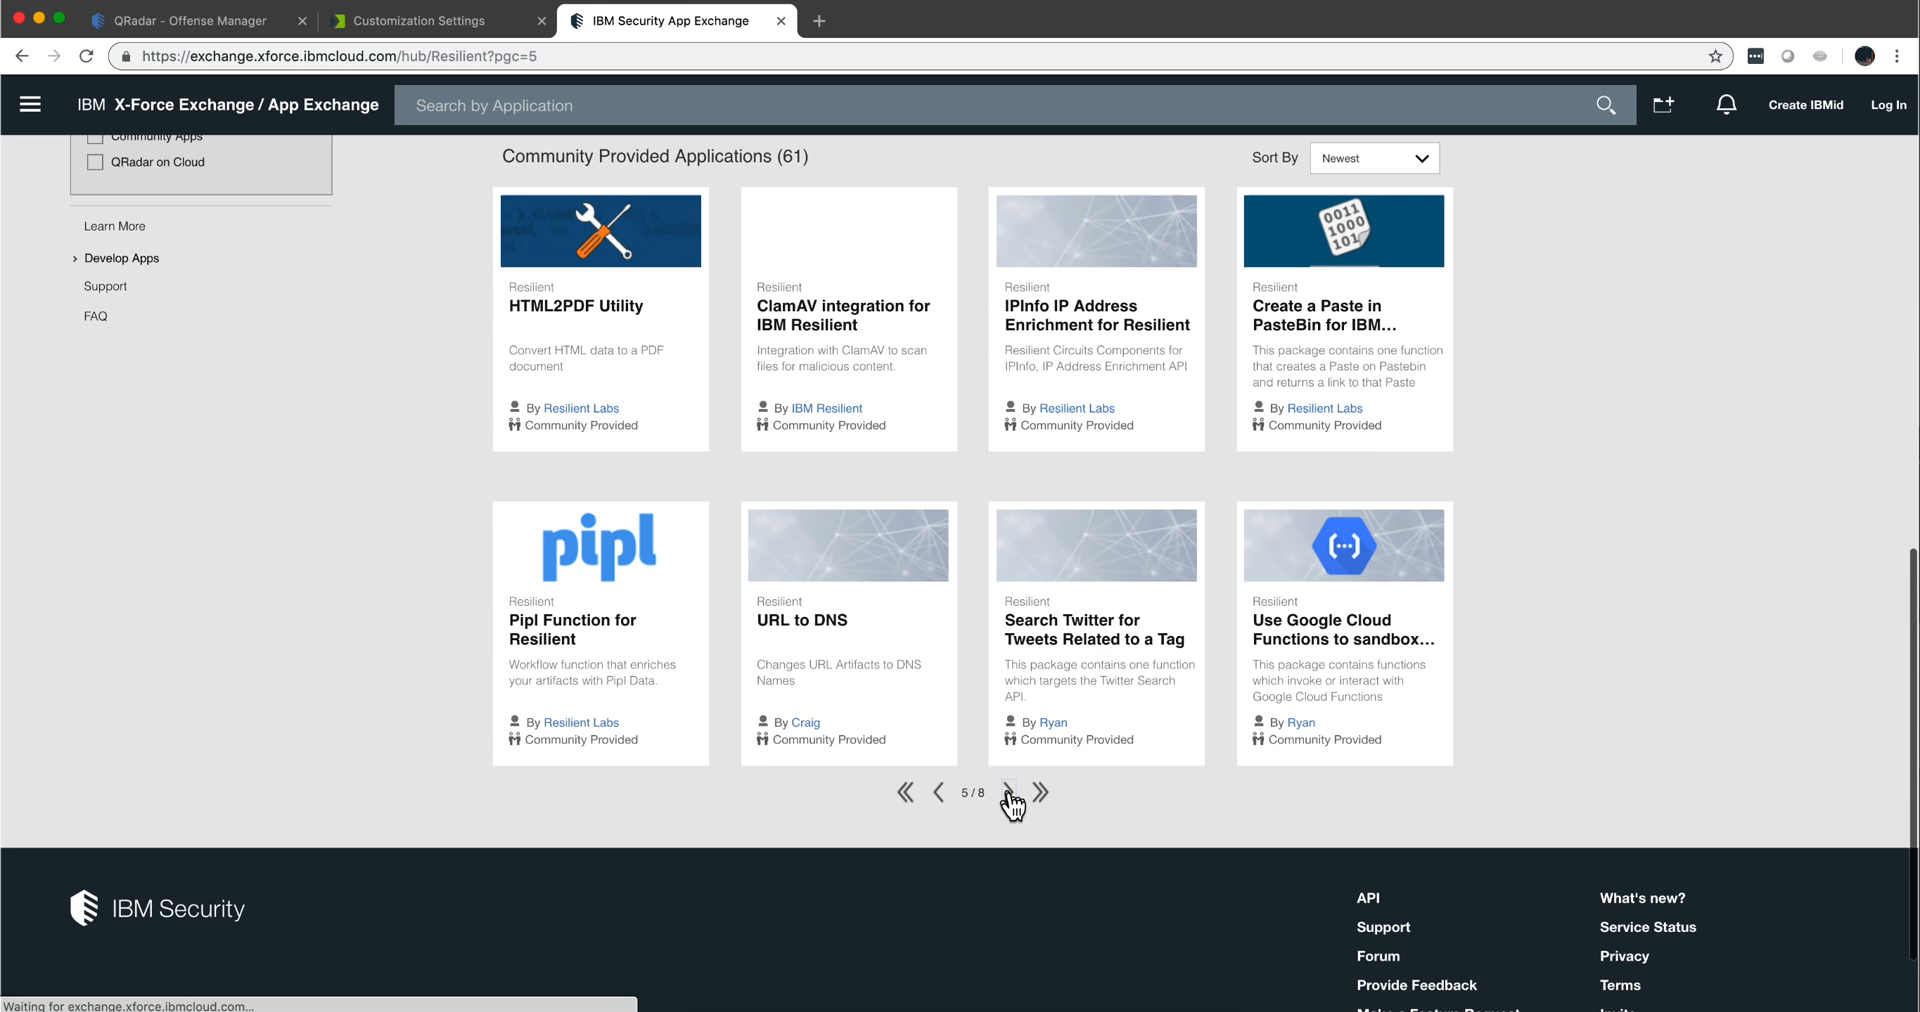 QRadar - Offense Manager
Customization Settings
IBM Security App Exchange
https://exchange.xforce.ibmcloud.com/hub/Resilient?pgc=5
IBM X-Force Exchange / App Exchange
Search by Application
Create IBMid
Log In
Community Apps
QRadar on Cloud
Learn More
Develop Apps
Support
FAQ
Community Provided Applications (61)
Sort By
Newest
0011
1000
101
Resilient
HTML2PDF Utility
Convert HTML data to a PDF
document
By Resilient Labs
Community Provided
Resilient
ClamAV integration for
IBM Resilient
Integration with ClamAV to scan
files for malicious content.
By IBM Resilient
Community Provided
Resilient
IPInfo IP Address
Enrichment for Resilient
Resilient Circuits Components for
IPInfo, IP Address Enrichment API
By Resilient Labs
Community Provided
Resilient
Create a Paste in
PasteBin for IBM...
This package contains one function
that creates a Paste on Pastebin
and returns a link to that Paste
By Resilient Labs
Community Provided
pipl
Resilient
Pipl Function for
Resilient
Workflow function that enriches
your artifacts with Pipl Data.
By Resilient Labs
Community Provided
Resilient
URL to DNS
Changes URL Artifacts to DNS
Names
By Craig
Community Provided
Resilient
Search Twitter for
Tweets Related to a Tag
This package contains one function
which targets the Twitter Search
API.
By Ryan
Community Provided
Resilient
Use Google Cloud
Functions to sandbox...
This package contains functions
which invoke or interact with
Google Cloud Functions
By Ryan
Community Provided
5 / 8
IBM Security
API
Support
Forum
Provide Feedback
Make a Feature Request
What's new?
Service Status
Privacy
Terms
Invite
Waiting for exchange.xforce.ibmcloud.com...